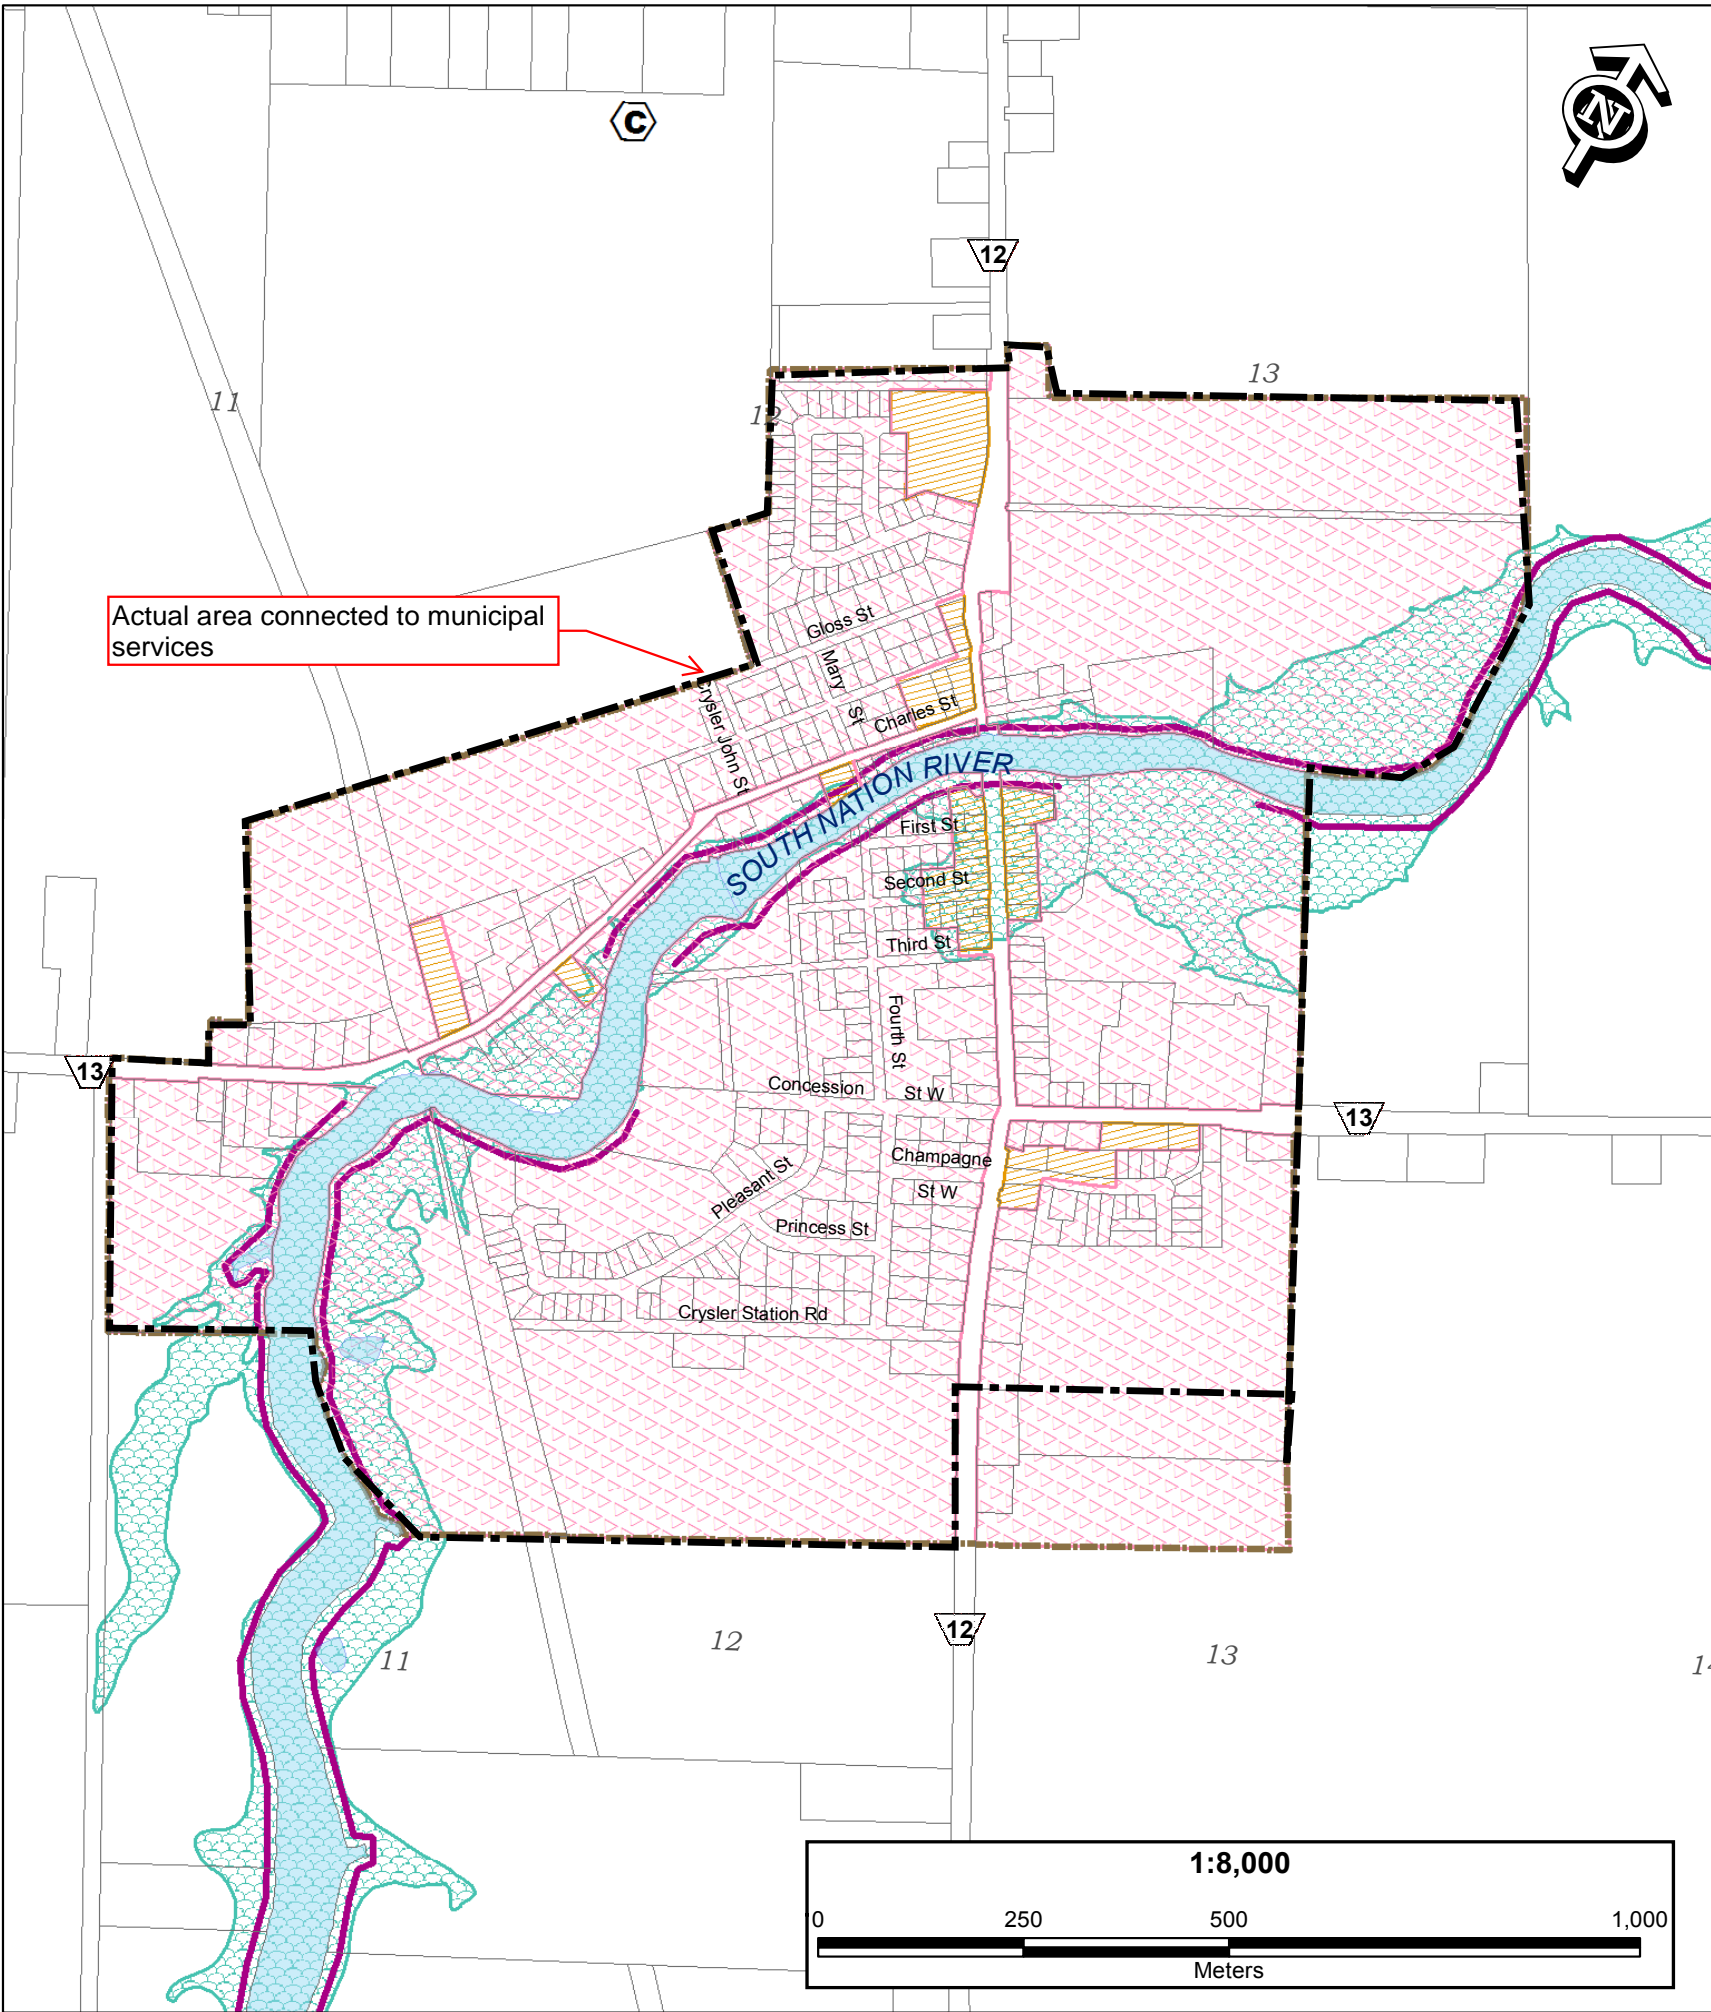 C
N
12
13
11
12
Actual area connected to municipal
services
Gloss St
Mary
St
Crysler John St
Charles St
SOUTH NATION RIVER
First St
Second St
Third St
Fourth St
13
Concession
St W
13
Champagne
St W
Pleasant St
Princess St
Crysler Station Rd
12
11
12
13
1:8,000
0
250
500
1,000
Meters